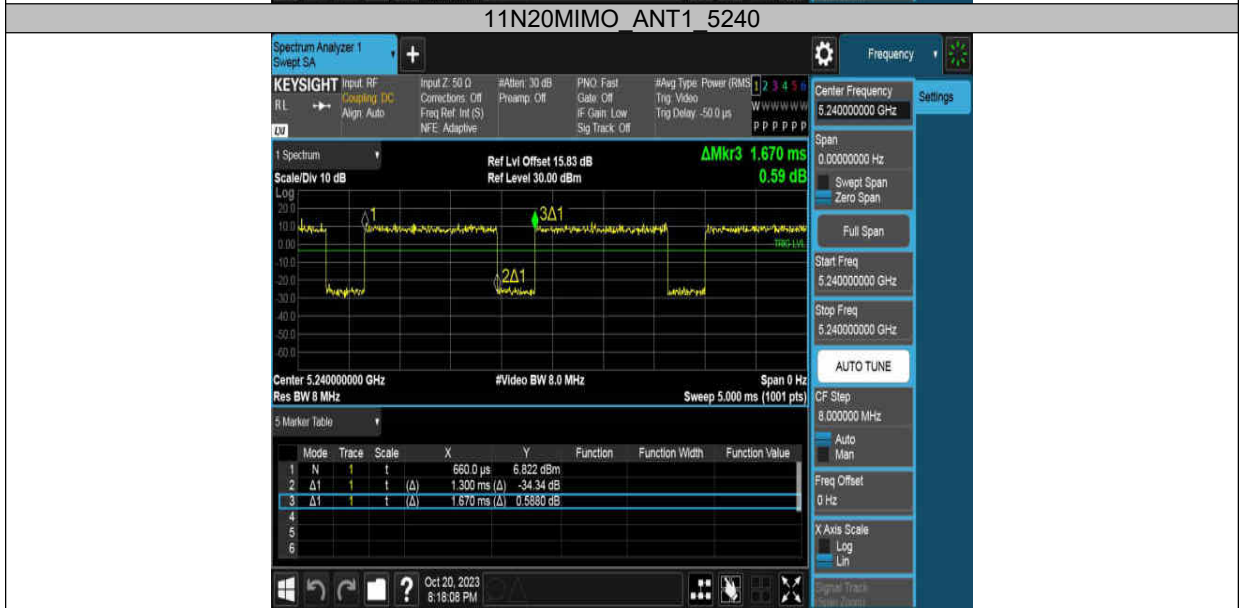 11N20MIMO_ANT1_5240
Spectrum Analyzer 1
Swept SA
+
Frequency
KEYSIGHT
RL
LXI
Input: RF
Coupling: DC
Align: Auto
Input Z: 50 Ω
Corrections: Off
Freq Ref: Int (S)
NFE: Adaptive
#Atten: 30 dB
Preamp: Off
PNO: Fast
Gate: Off
IF Gain: Low
Sig Track: Off
#Avg Type: Power (RMS
Trig: Video
Trig Delay: -50.0 µs
1 2 3 4 5 6
W W W W W W
P P P P P P
Center Frequency
5.240000000 GHz
Settings
Span
0.00000000 Hz
Swept Span
Zero Span
Full Span
Start Freq
5.240000000 GHz
Stop Freq
5.240000000 GHz
AUTO TUNE
CF Step
8.000000 MHz
Auto
Man
Freq Offset
0 Hz
X Axis Scale
Log
Lin
Signal Track
(Span Zoom)
1 Spectrum
Scale/Div 10 dB
Ref Lvl Offset 15.83 dB
Ref Level 30.00 dBm
ΔMkr3 1.670 ms
0.59 dB
Log
20.0
10.0
0.00
-10.0
-20.0
-30.0
-40.0
-50.0
-60.0
1
3Δ1
2Δ1
TRIG LVL
Center 5.240000000 GHz
Res BW 8 MHz
#Video BW 8.0 MHz
Span 0 Hz
Sweep 5.000 ms (1001 pts)
5 Marker Table
Mode Trace Scale X Y Function Function Width Function Value
1 N 1 t 660.0 µs 6.822 dBm
2 Δ1 1 t (Δ) 1.300 ms (Δ) -34.34 dB
3 Δ1 1 t (Δ) 1.670 ms (Δ) 0.5880 dB
4
5
6
?
Oct 20, 2023
8:18:08 PM